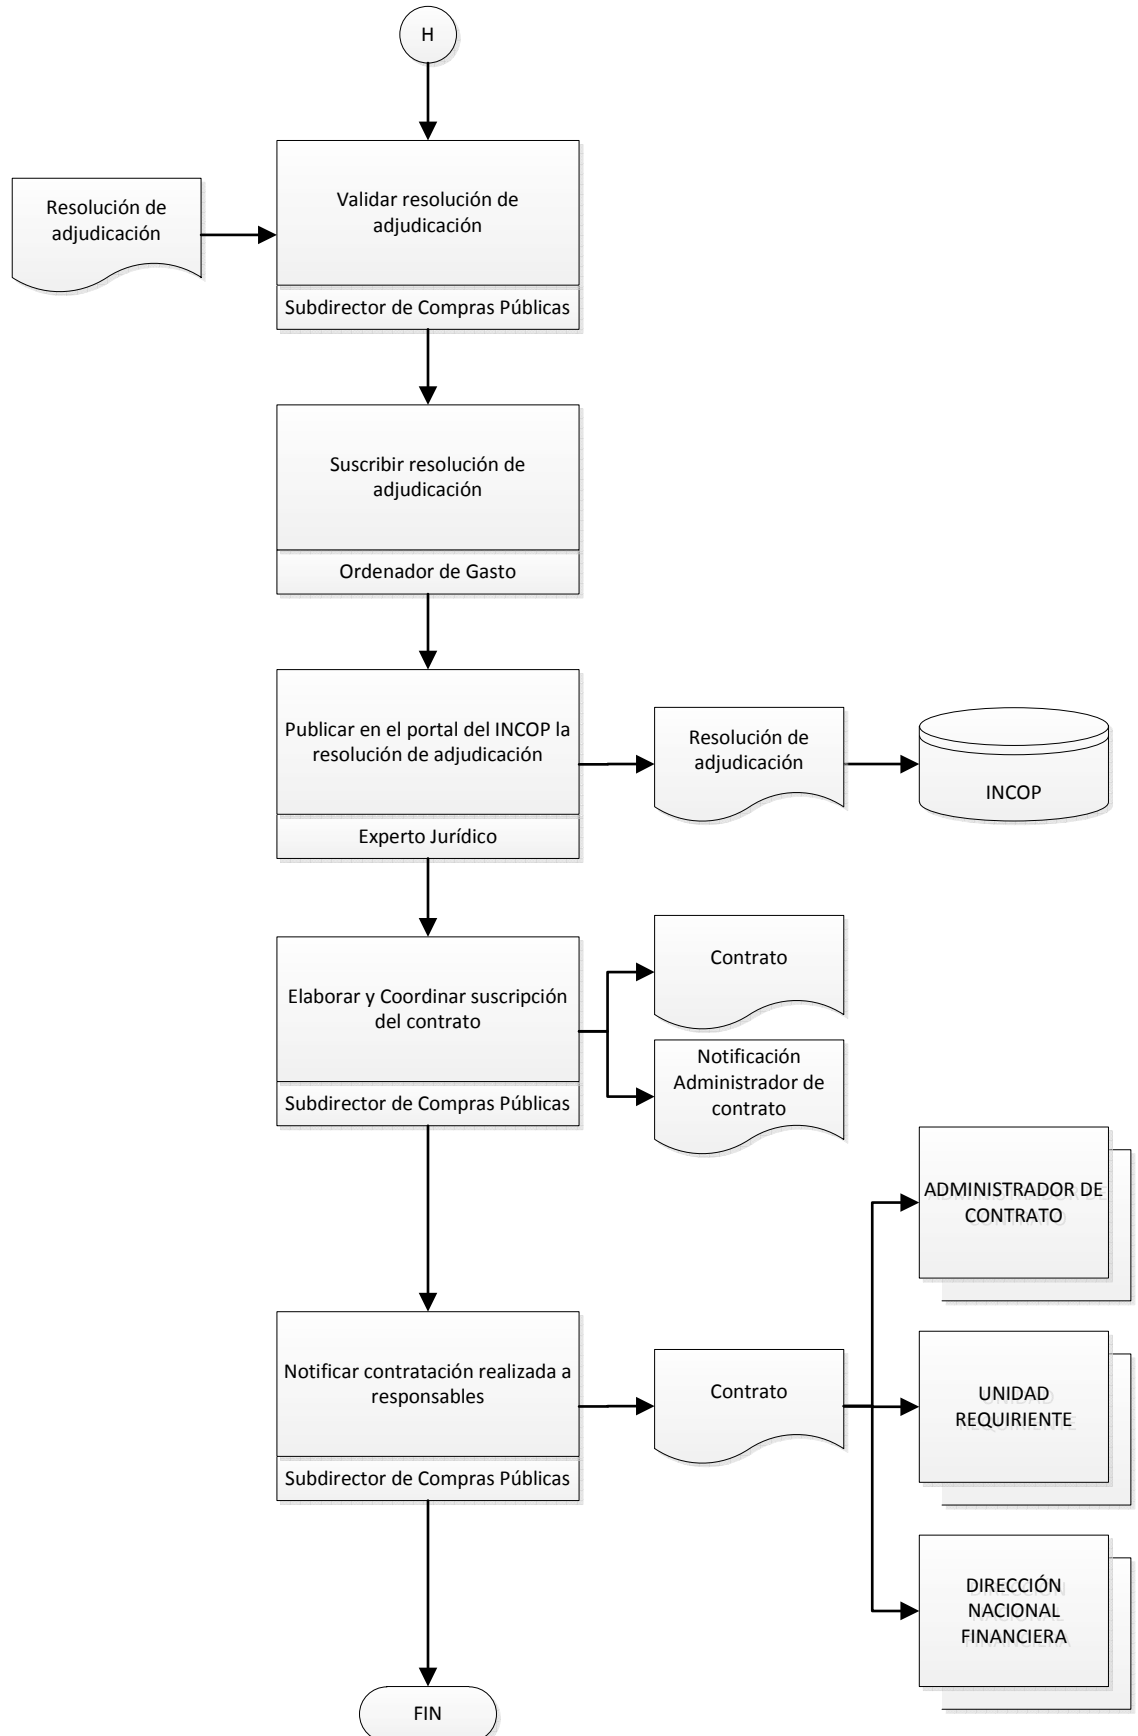 H
Resolución de
adjudicación
Validar resolución de
adjudicación
Subdirector de Compras Públicas
Suscribir resolución de
adjudicación
Ordenador de Gasto
Publicar en el portal del INCOP la
resolución de adjudicación
Experto Jurídico
Resolución de
adjudicación
INCOP
Elaborar y Coordinar suscripción
del contrato
Subdirector de Compras Públicas
Contrato
Notificación
Administrador de
contrato
Notificar contratación realizada a
responsables
Subdirector de Compras Públicas
Contrato
ADMINISTRADOR DE
CONTRATO
UNIDAD
REQUIRIENTE
DIRECCIÓN
NACIONAL
FINANCIERA
FIN